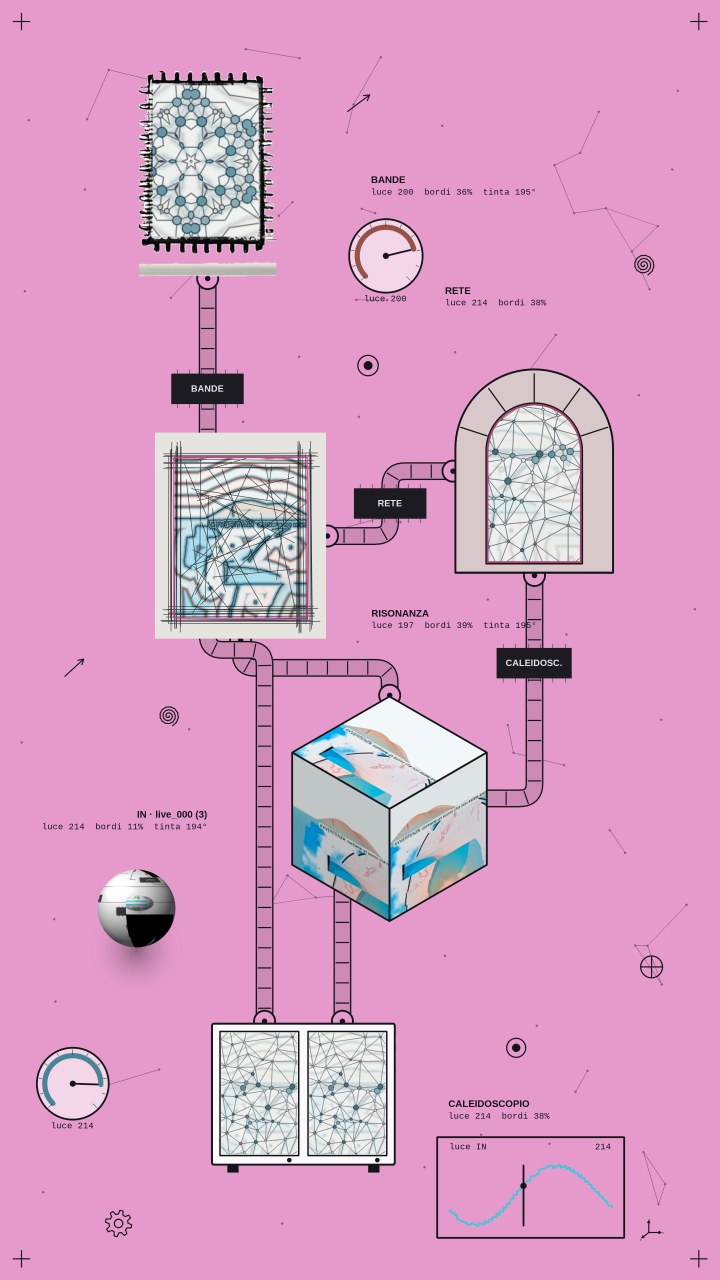 BANDE
luce 200  bordi 36%  tinta 195°
luce 200
RETE
luce 214  bordi 38%
BANDE
RETE
RISONANZA
luce 197  bordi 39%  tinta 195°
CALEIDOSC.
IN · live_000 (3)
luce 214  bordi 11%  tinta 194°
luce 214
CALEIDOSCOPIO
luce 214  bordi 38%
luce IN 214